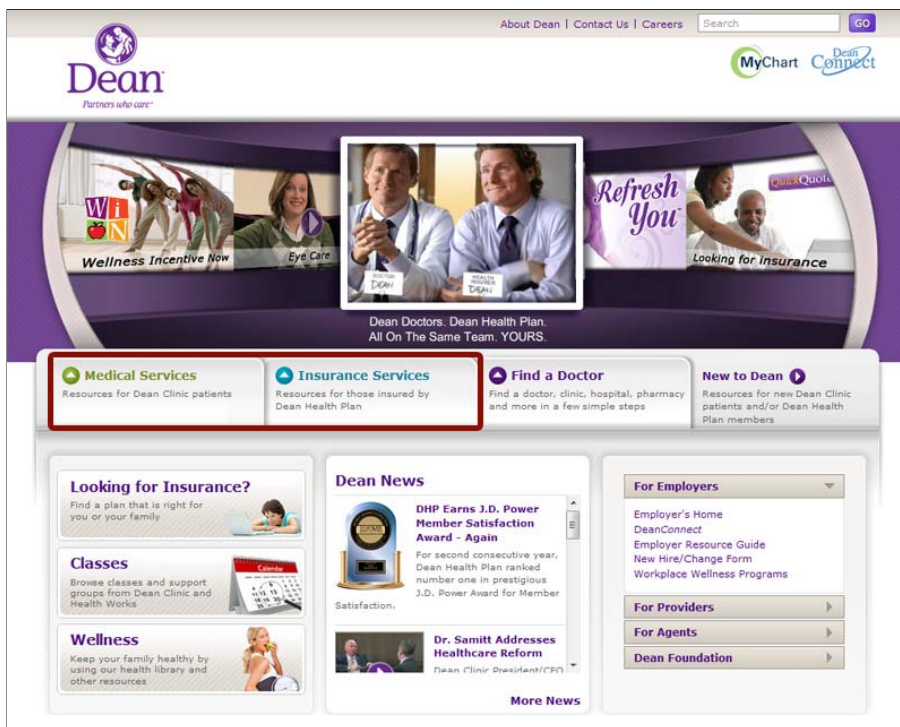 About Dean | Contact Us | Careers
Search
GO
Dean
Partners who care
MyChart
Dean Connect
WiN
Wellness Incentive Now
Eye Care
DOCTOR
DEAN
HEALTH
INSURER
DEAN
Refresh
You
QuickQuote
Looking for insurance
Dean Doctors. Dean Health Plan.
All On The Same Team. YOURS.
Medical Services
Resources for Dean Clinic patients
Insurance Services
Resources for those insured by
Dean Health Plan
Find a Doctor
Find a doctor, clinic, hospital, pharmacy
and more in a few simple steps
New to Dean
Resources for new Dean Clinic
patients and/or Dean Health
Plan members
Looking for Insurance?
Find a plan that is right for
you or your family
Classes
Browse classes and support
groups from Dean Clinic and
Health Works
Calendar
Wellness
Keep your family healthy by
using our health library and
other resources
Dean News
DHP Earns J.D. Power
Member Satisfaction
Award - Again
For second consecutive year,
Dean Health Plan ranked
number one in prestigious
J.D. Power Award for Member
Satisfaction.
Dr. Samitt Addresses
Healthcare Reform
Dean Clinic President/CEO
More News
For Employers
Employer's Home
DeanConnect
Employer Resource Guide
New Hire/Change Form
Workplace Wellness Programs
For Providers
For Agents
Dean Foundation